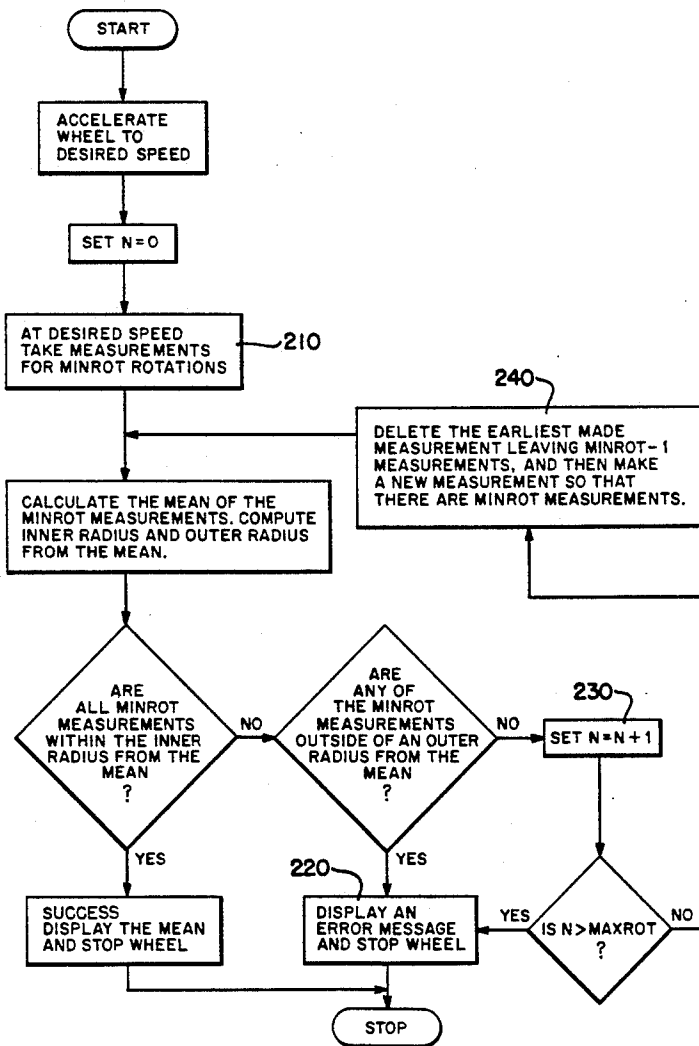 START
ACCELERATE
WHEEL TO
DESIRED SPEED
SET N=0
AT DESIRED SPEED
TAKE MEASUREMENTS
FOR MINROT ROTATIONS
210
240
DELETE THE EARLIEST MADE
MEASUREMENT LEAVING MINROT-1
MEASUREMENTS, AND THEN MAKE
A NEW MEASUREMENT SO THAT
THERE ARE MINROT MEASUREMENTS.
CALCULATE THE MEAN OF THE
MINROT MEASUREMENTS. COMPUTE
INNER RADIUS AND OUTER RADIUS
FROM THE MEAN.
ARE
ALL MINROT
MEASUREMENTS
WITHIN THE INNER
RADIUS FROM THE
MEAN
?
NO
YES
ARE
ANY OF
THE MINROT
MEASUREMENTS
OUTSIDE OF AN OUTER
RADIUS FROM THE
MEAN
?
NO
YES
230
SET N=N+1
SUCCESS
DISPLAY THE MEAN
AND STOP WHEEL
220
DISPLAY AN
ERROR MESSAGE
AND STOP WHEEL
YES
IS N>MAXROT
?
NO
STOP